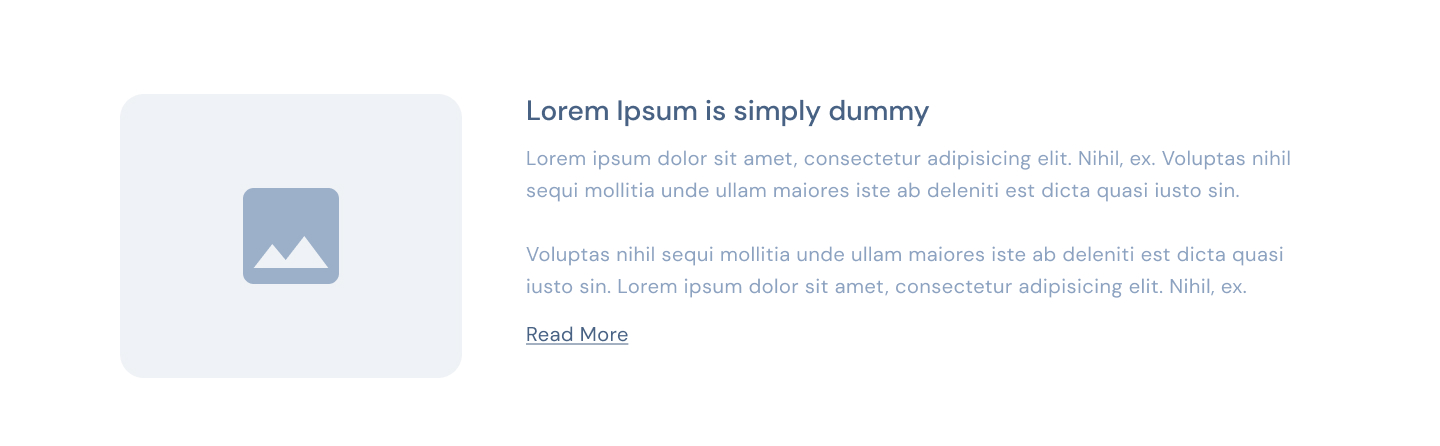 Lorem Ipsum is simply dummy
Lorem ipsum dolor sit amet, consectetur adipisicing elit. Nihil, ex. Voluptas nihil
sequi mollitia unde ullam maiores iste ab deleniti est dicta quasi iusto sin.
Voluptas nihil sequi mollitia unde ullam maiores iste ab deleniti est dicta quasi
iusto sin. Lorem ipsum dolor sit amet, consectetur adipisicing elit. Nihil, ex.
Read More